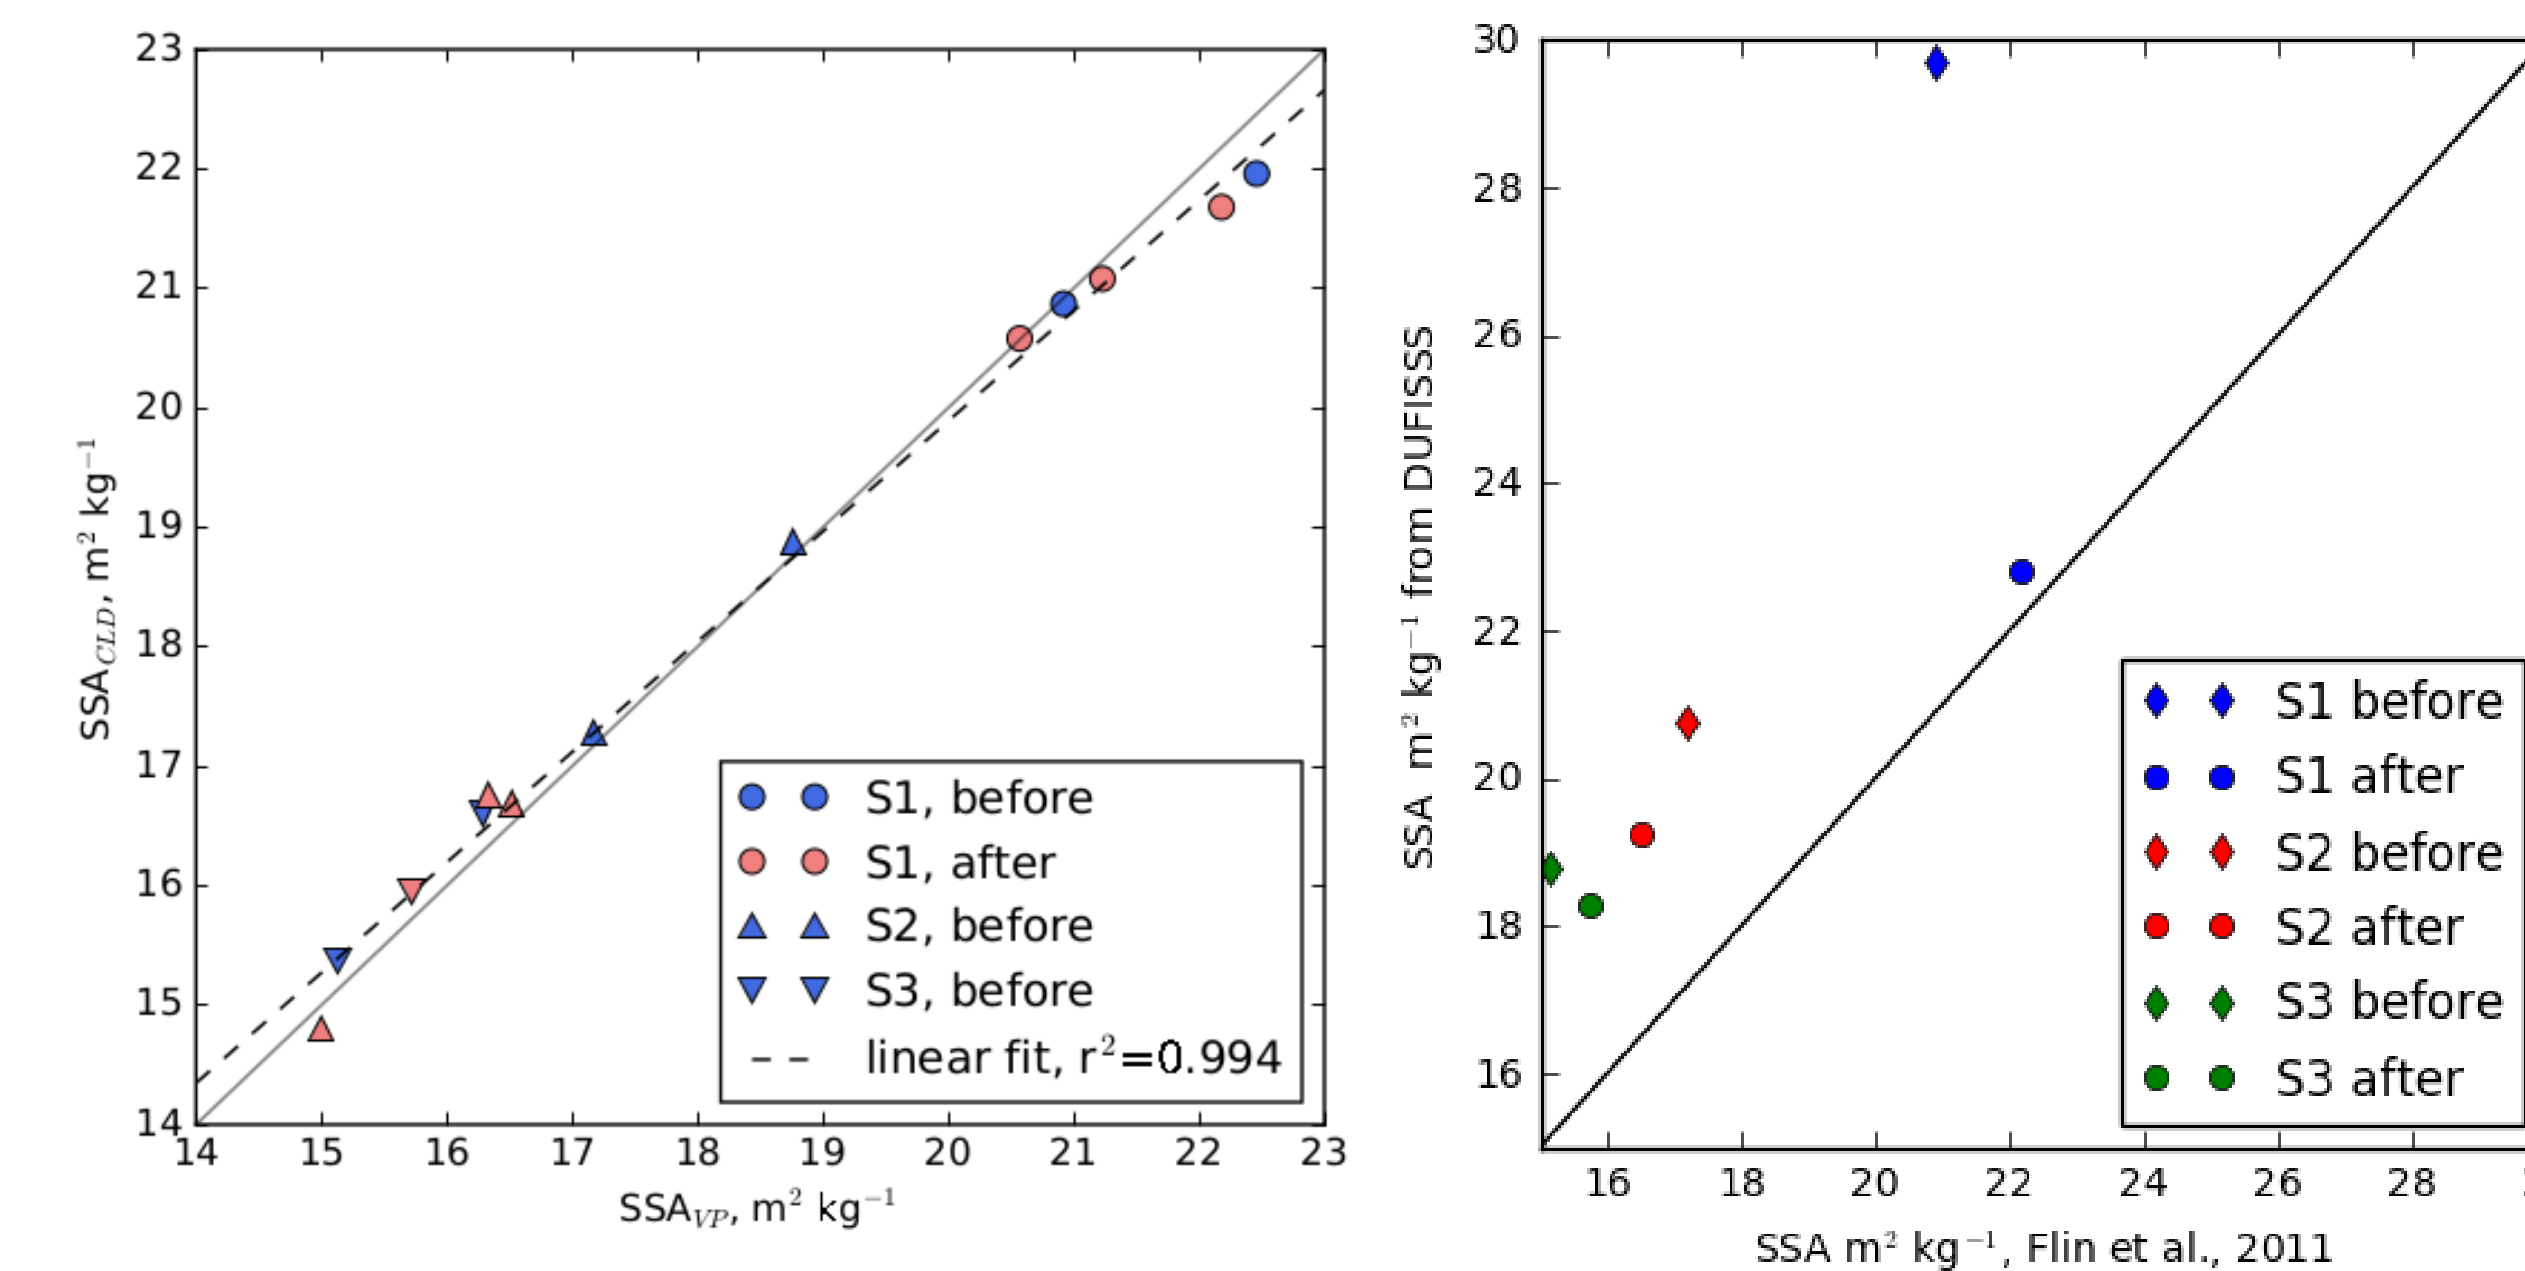 23
22
21
20
19
18
17
16
15
14
SSA_CLD, m² kg⁻¹
14 15 16 17 18 19 20 21 22 23
SSA_VP, m² kg⁻¹
S1, before
S1, after
S2, before
S3, before
linear fit, r²=0.994
30
28
26
24
22
20
18
16
SSA m² kg⁻¹ from DUFISSS
16 18 20 22 24 26 28
SSA m² kg⁻¹, Flin et al., 2011
S1 before
S1 after
S2 before
S2 after
S3 before
S3 after